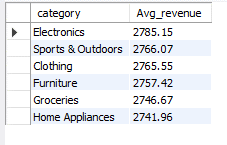 category Avg_revenue
Electronics 2785.15
Sports & Outdoors 2766.07
Clothing 2765.55
Furniture 2757.42
Groceries 2746.67
Home Appliances 2741.96